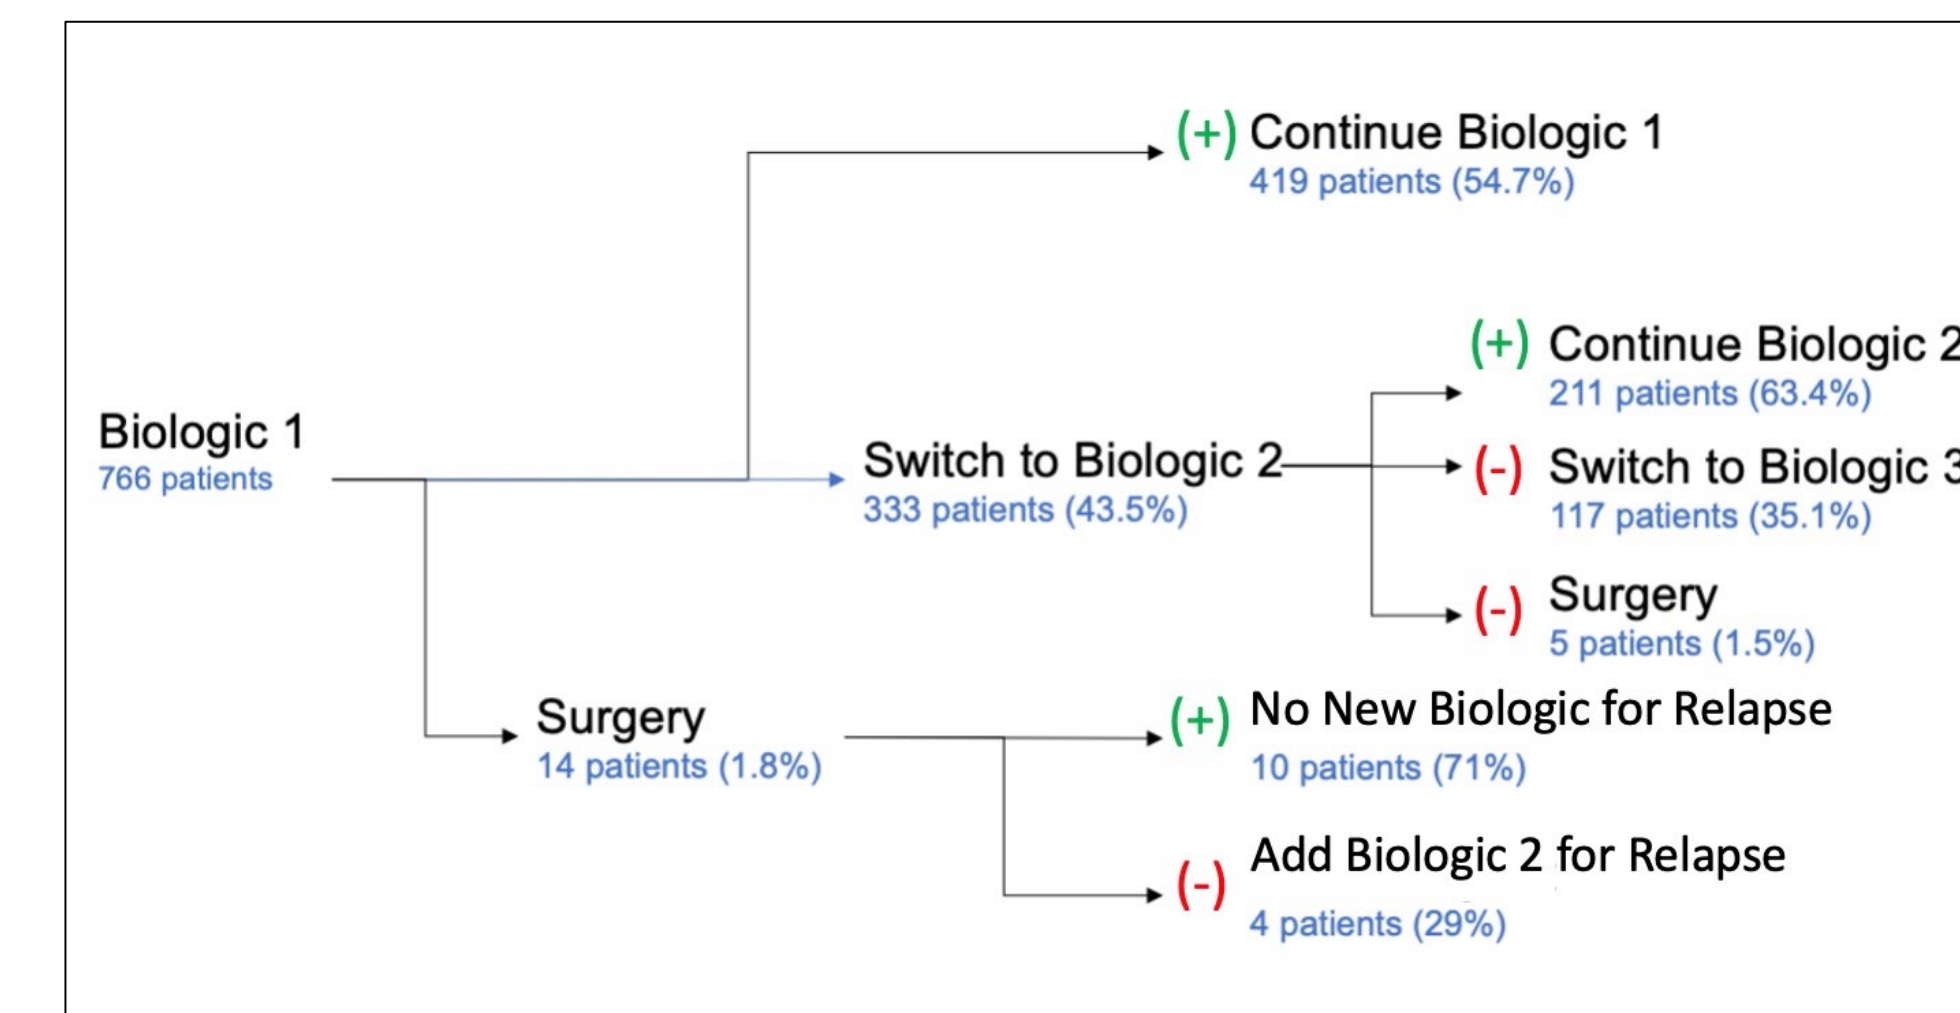 (+) Continue Biologic 1
419 patients (54.7%)
(+) Continue Biologic 2
211 patients (63.4%)
Biologic 1
766 patients
Switch to Biologic 2
333 patients (43.5%)
(-) Switch to Biologic 3
117 patients (35.1%)
(-) Surgery
5 patients (1.5%)
Surgery
14 patients (1.8%)
(+) No New Biologic for Relapse
10 patients (71%)
(-) Add Biologic 2 for Relapse
4 patients (29%)